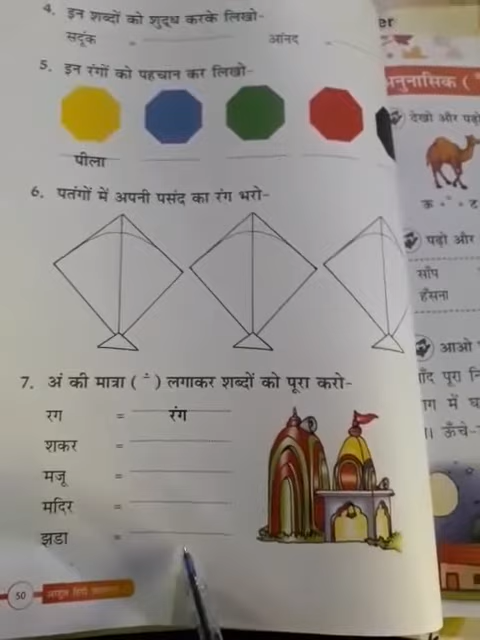 4. इन शब्दों को शुद्ध करके लिखो-
सदूंक = आंनद =
5. इन रंगों को पहचान कर लिखो-
पीला
6. पतंगों में अपनी पसंद का रंग भरो-
7. अं की मात्रा ( ं ) लगाकर शब्दों को पूरा करो-
रग = रंग
शकर =
मजू =
मदिर =
झडा =
50
er
अनुनासिक (
देखो और पढ़ो
ऊ + ँ + ट
पढ़ो और
साँप
हँसना
आओ
चाँद पूरा
में
ऊँचे-